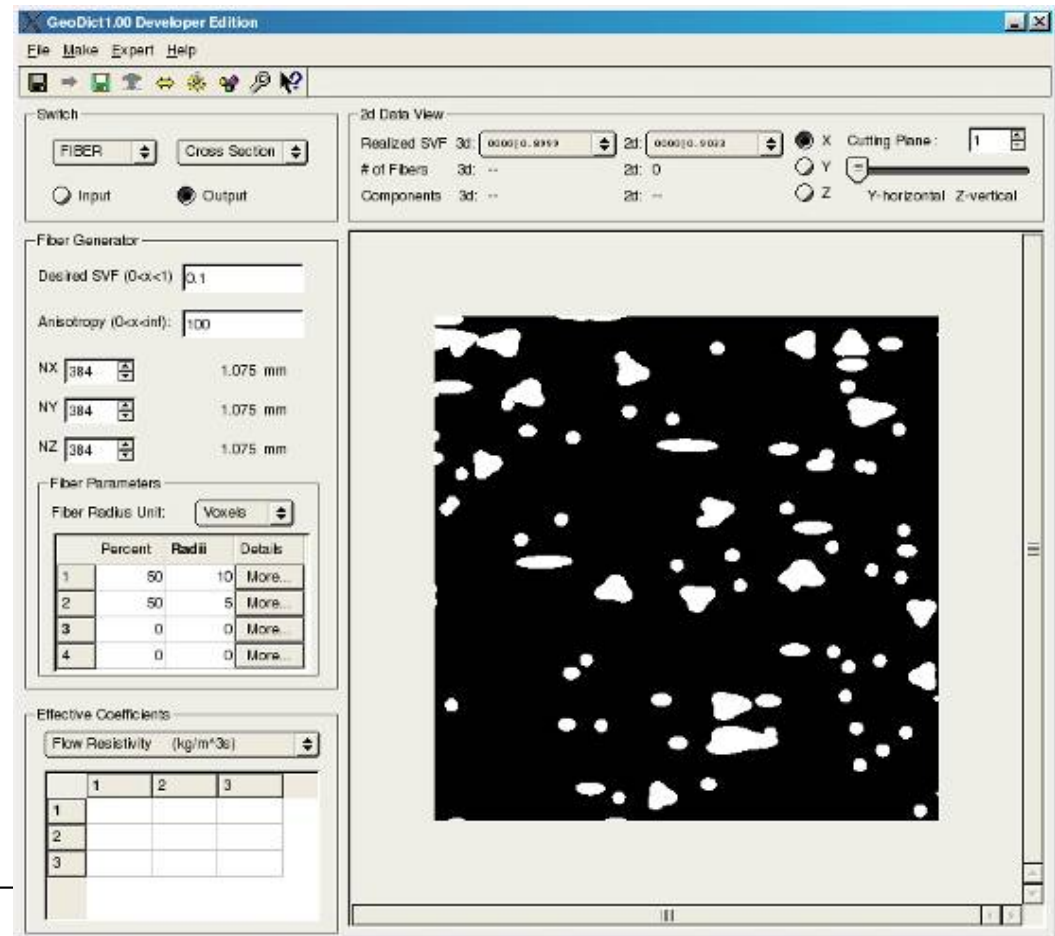 GeoDict1.00 Developer Edition
File Make Expert Help
Switch
FIBER Cross Section
Input Output
2d Data View
Realized SVF 3d: 2d:
# of Fibers 3d: -- 2d: 0
Components 3d: -- 2d: --
X Cutting Plane: 1
Y
Z Y-horizontal Z-vertical
Fiber Generator
Desired SVF (0<x<1) 0.1
Anisotropy (0<x<inf): 100
NX 384 1.075 mm
NY 384 1.075 mm
NZ 384 1.075 mm
Fiber Parameters
Fiber Radius Unit: Voxels
Percent Radii Details
1 50 10 More...
2 50 5 More...
3 0 0 More...
4 0 0 More...
Effective Coefficients
Flow Resistivity (kg/m^3s)
1 2 3
1
2
3